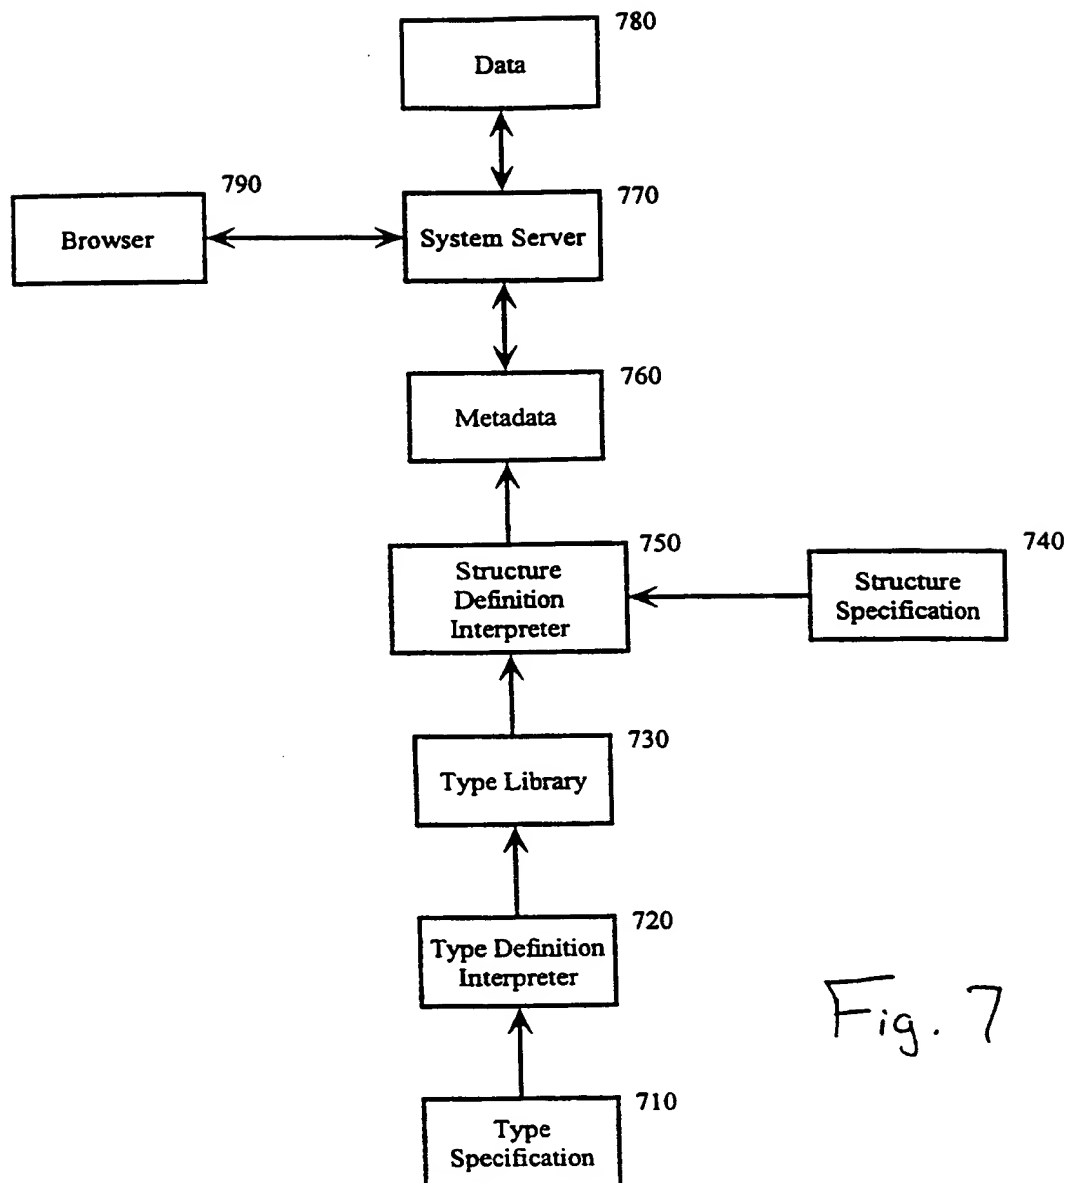 780
Data
790
770
Browser
System Server
760
Metadata
750
740
Structure
Definition
Interpreter
Structure
Specification
730
Type Library
720
Type Definition
Interpreter
Fig. 7
710
Type
Specification